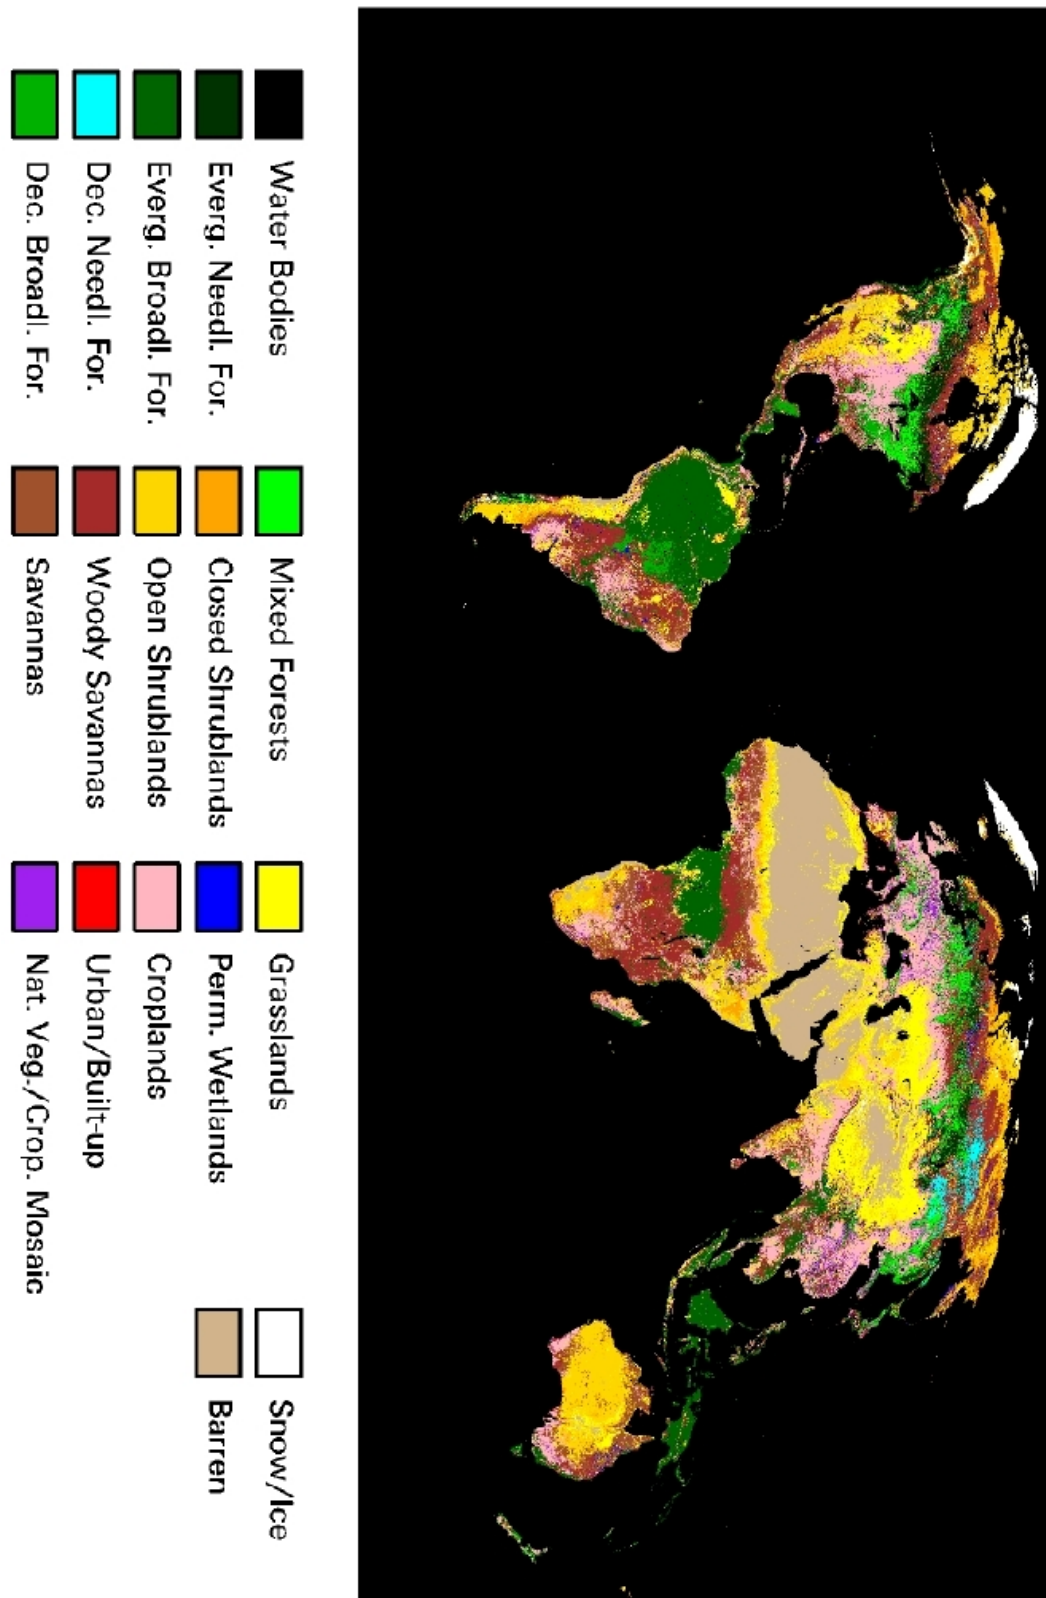 Water Bodies
Everg. Needl. For.
Everg. Broadl. For.
Dec. Needl. For.
Dec. Broadl. For.
Mixed Forests
Closed Shrublands
Open Shrublands
Woody Savannas
Savannas
Grasslands
Perm. Wetlands
Croplands
Urban/Built-up
Nat. Veg./Crop. Mosaic
Snow/Ice
Barren